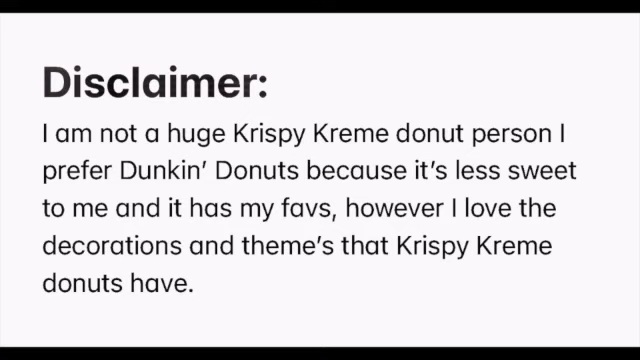 Disclaimer:
I am not a huge Krispy Kreme donut person I
prefer Dunkin’ Donuts because it’s less sweet
to me and it has my favs, however I love the
decorations and theme’s that Krispy Kreme
donuts have.